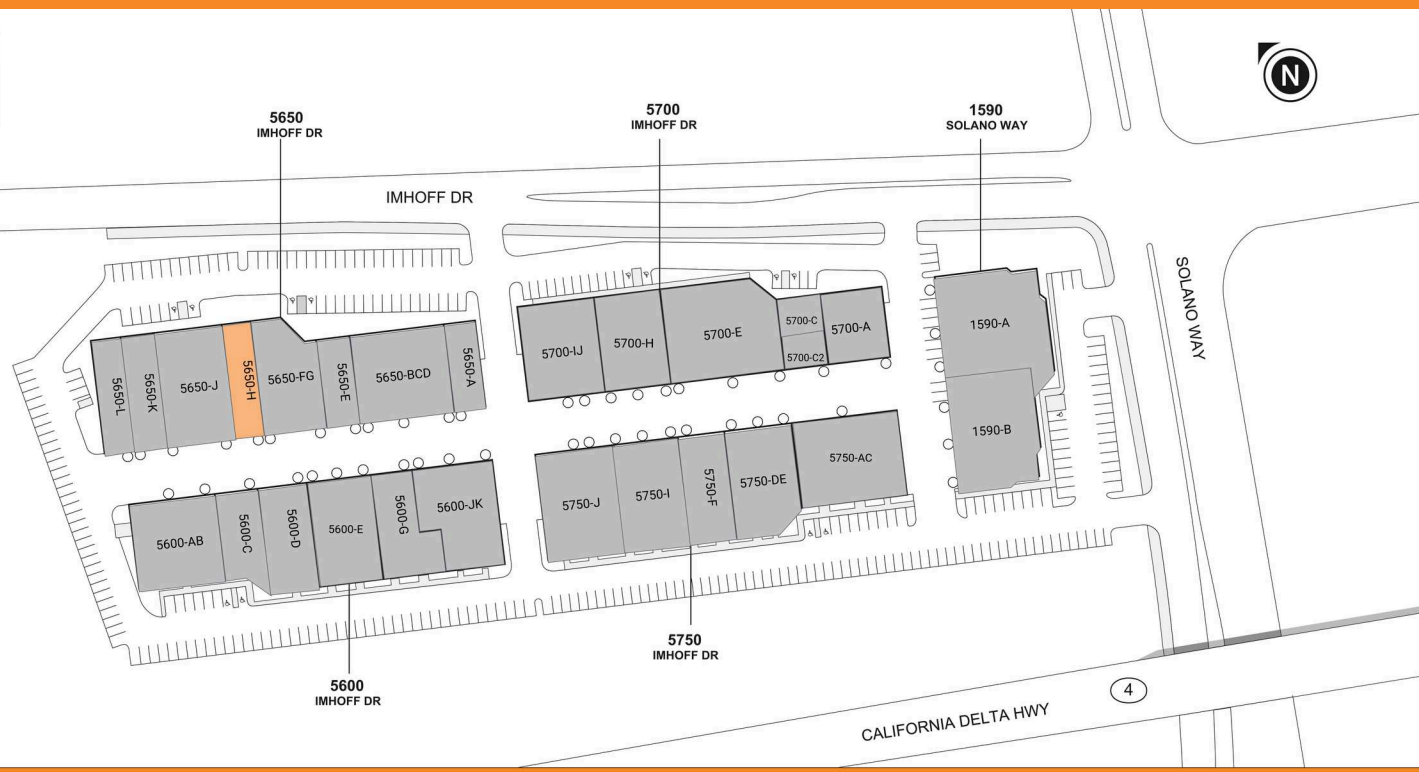 N
5650
IMHOFF DR
5700
IMHOFF DR
1590
SOLANO WAY
IMHOFF DR
SOLANO WAY
5650-L
5650-K
5650-J
5650-H
5650-FG
5650-E
5650-BCD
5650-A
5700-IJ
5700-H
5700-E
5700-C
5700-C2
5700-A
1590-A
1590-B
5600-AB
5600-C
5600-D
5600-E
5600-G
5600-JK
5750-J
5750-I
5750-F
5750-DE
5750-AC
5600
IMHOFF DR
5750
IMHOFF DR
CALIFORNIA DELTA HWY
4